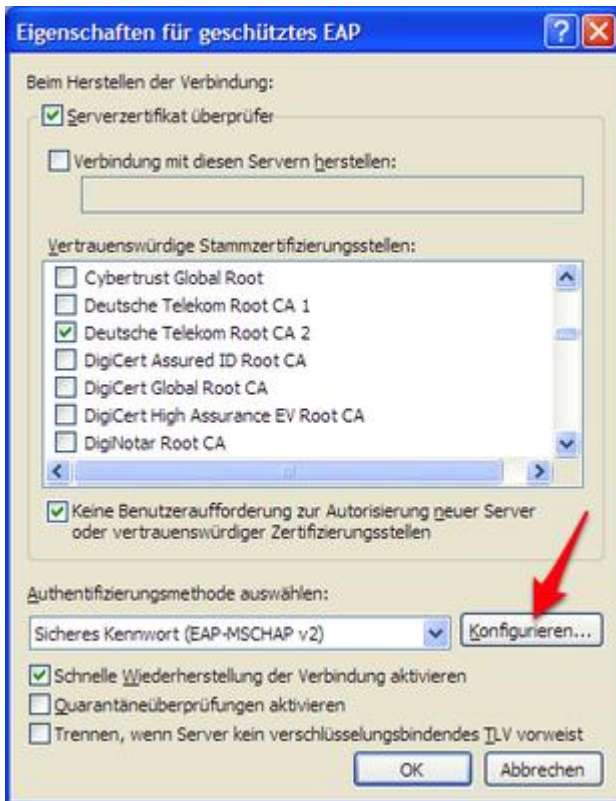 Eigenschaften für geschütztes EAP
Beim Herstellen der Verbindung:
Serverzertifikat überprüfer
Verbindung mit diesen Servern herstellen:
Vertrauenswürdige Stammzertifizierungsstellen:
Cybertrust Global Root
Deutsche Telekom Root CA 1
Deutsche Telekom Root CA 2
DigiCert Assured ID Root CA
DigiCert Global Root CA
DigiCert High Assurance EV Root CA
DigiNotar Root CA
Keine Benutzeraufforderung zur Autorisierung neuer Server
oder vertrauenswürdiger Zertifizierungsstellen
Authentifizierungsmethode auswählen:
Sicheres Kennwort (EAP-MSCHAP v2)
Konfigurieren...
Schnelle Wiederherstellung der Verbindung aktivieren
Quarantäneüberprüfungen aktivieren
Trennen, wenn Server kein verschlüsselungsbindendes TLV vorweist
OK
Abbrechen